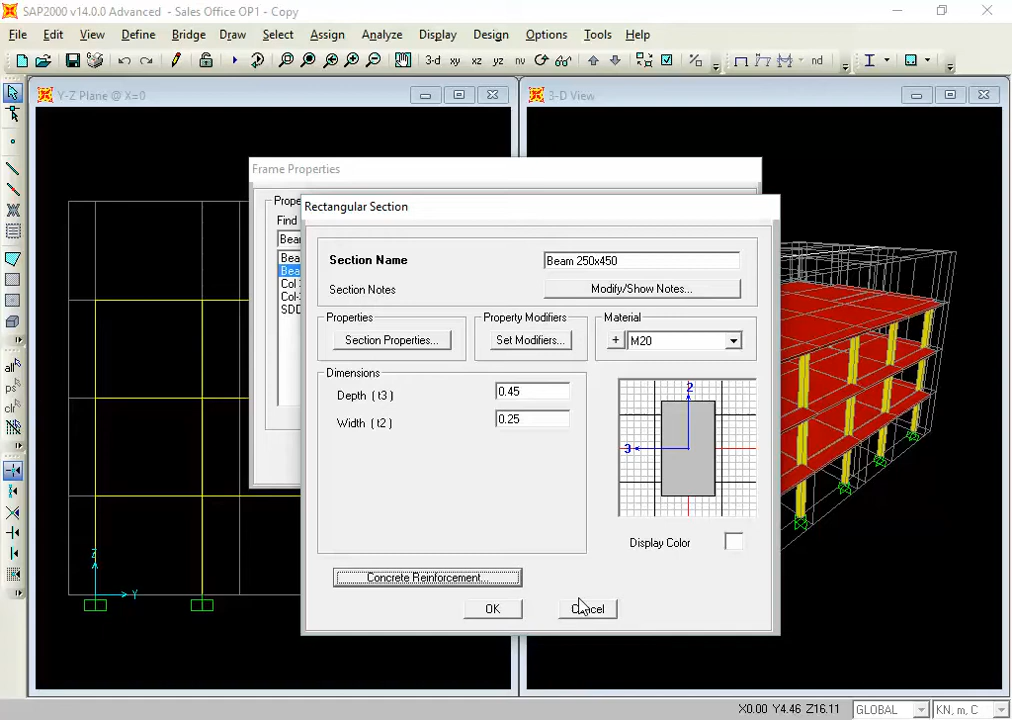 SAP2000 v14.0.0 Advanced - Sales Office OP1 - Copy
File Edit View Define Bridge Draw Select Assign Analyze Display Design Options Tools Help
3-d xy xz yz nv nd
Y-Z Plane @ X=0
3-D View
Frame Properties
Rectangular Section
Find
Section Name Beam 250x450
Section Notes Modify/Show Notes...
Properties Property Modifiers Material
Section Properties... Set Modifiers... + M20
Dimensions
Depth ( t3 ) 0.45
Width ( t2 ) 0.25
2
3
Display Color
Concrete Reinforcement...
OK Cancel
all
ps
clr
Z
Y
X0.00 Y4.46 Z16.11 GLOBAL KN, m, C